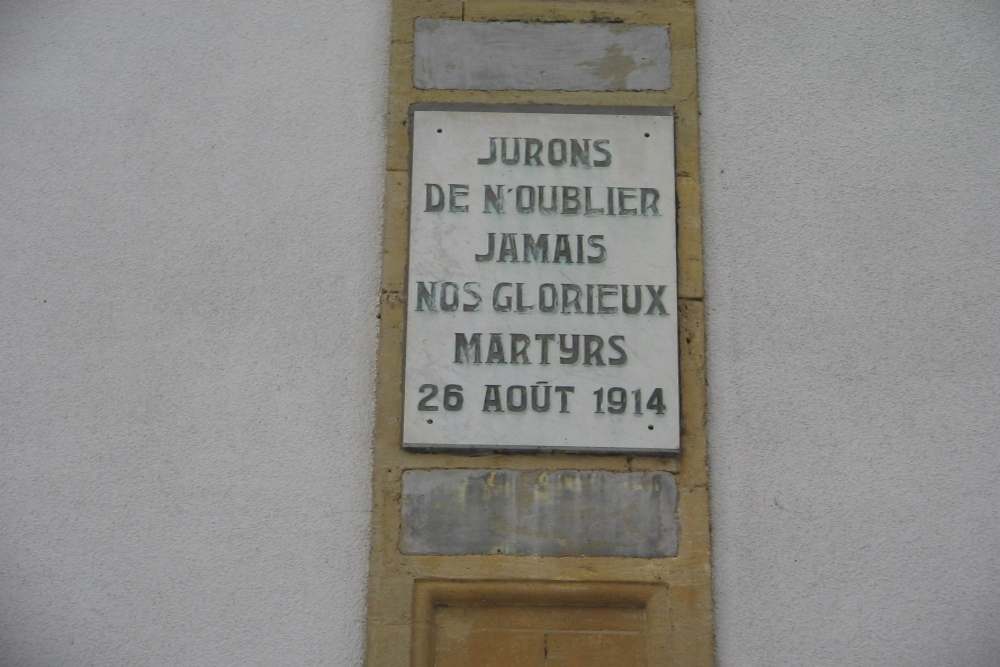 JURONS
DE N'OUBLIER
JAMAIS
NOS GLORIEUX
MARTYRS
26 AOÛT 1914